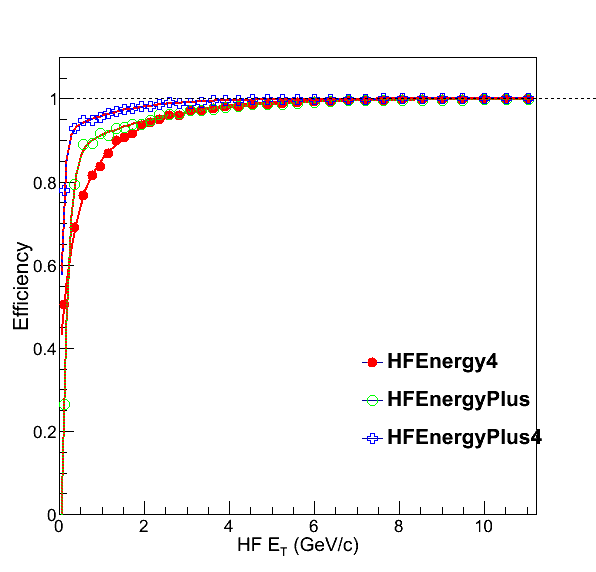 1
0.8
0.6
0.4
0.2
0
Efficiency
HFEnergy4
HFEnergyPlus
HFEnergyPlus4
0 2 4 6 8 10
HF E_T (GeV/c)